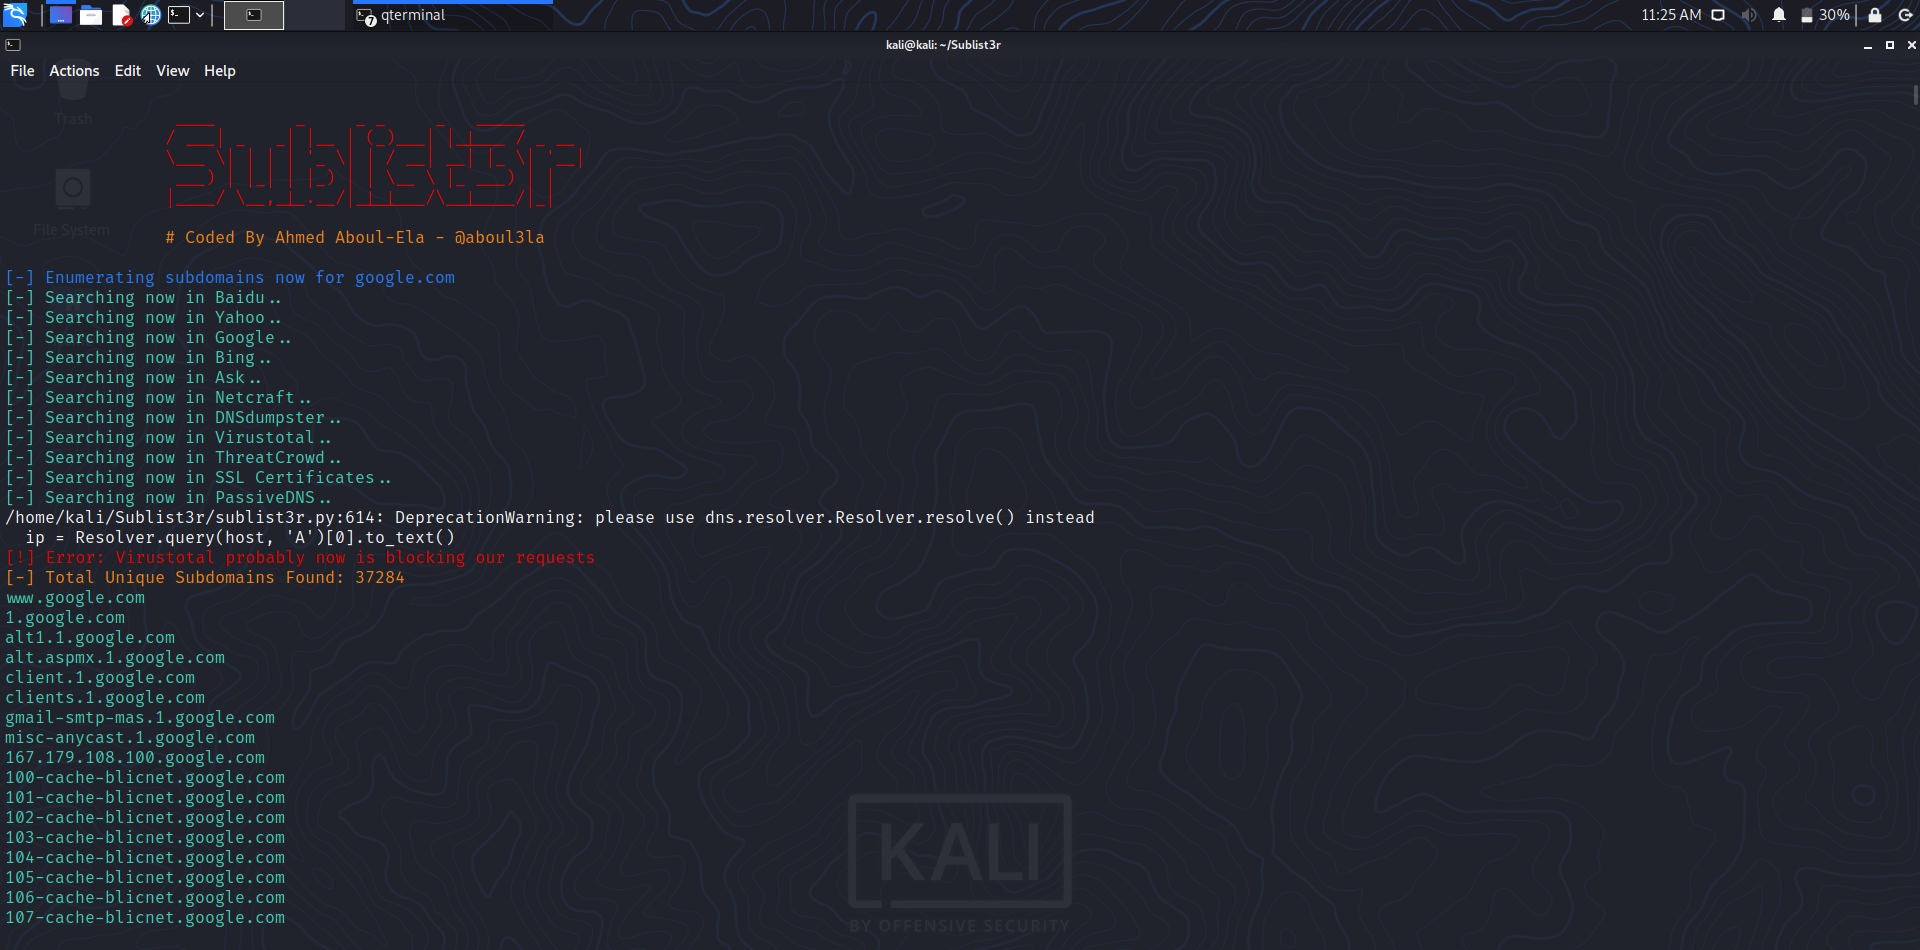 qterminal
7
11:25 AM
30%
kali@kali: ~/Sublist3r
File Actions Edit View Help
Trash
File System
Sublist3r
# Coded By Ahmed Aboul-Ela - @aboul3la
[-] Enumerating subdomains now for google.com
[-] Searching now in Baidu..
[-] Searching now in Yahoo..
[-] Searching now in Google..
[-] Searching now in Bing..
[-] Searching now in Ask..
[-] Searching now in Netcraft..
[-] Searching now in DNSdumpster..
[-] Searching now in Virustotal..
[-] Searching now in ThreatCrowd..
[-] Searching now in SSL Certificates..
[-] Searching now in PassiveDNS..
/home/kali/Sublist3r/sublist3r.py:614: DeprecationWarning: please use dns.resolver.Resolver.resolve() instead
ip = Resolver.query(host, 'A')[0].to_text()
[!] Error: Virustotal probably now is blocking our requests
[-] Total Unique Subdomains Found: 37284
www.google.com
1.google.com
alt1.1.google.com
alt.aspmx.1.google.com
client.1.google.com
clients.1.google.com
gmail-smtp-mas.1.google.com
misc-anycast.1.google.com
167.179.108.100.google.com
100-cache-blicnet.google.com
101-cache-blicnet.google.com
102-cache-blicnet.google.com
103-cache-blicnet.google.com
104-cache-blicnet.google.com
105-cache-blicnet.google.com
106-cache-blicnet.google.com
107-cache-blicnet.google.com
KALI
BY OFFENSIVE SECURITY